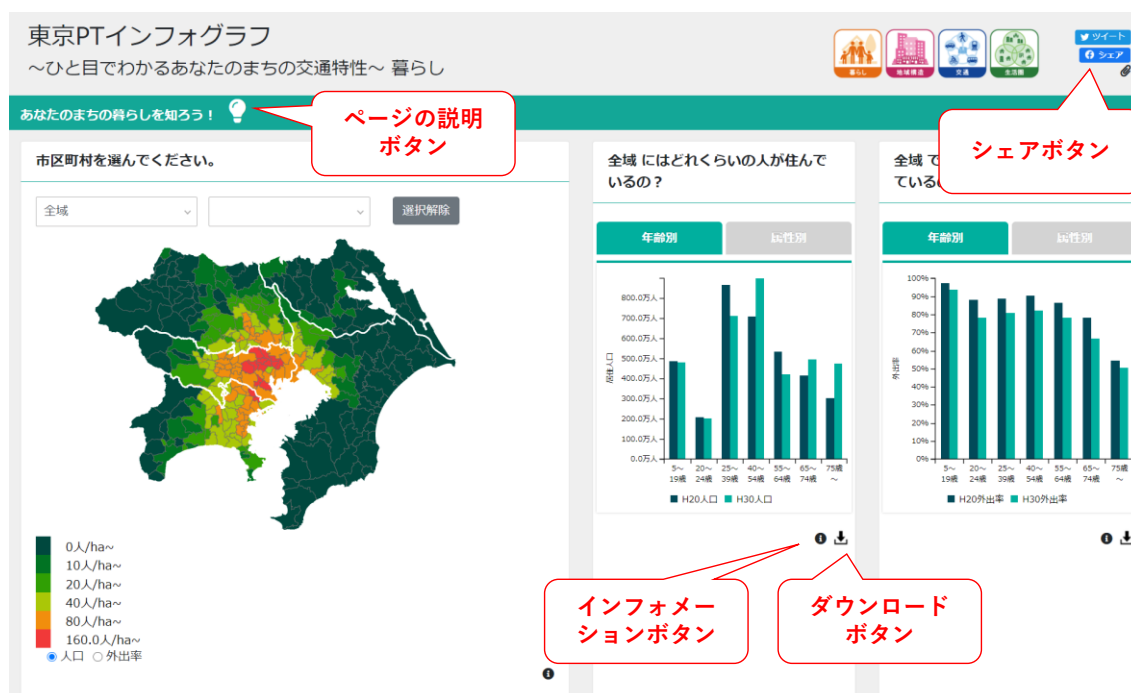 東京PTインフォグラフ
～ひと目でわかるあなたのまちの交通特性～ 暮らし
暮らし
地域構造
交通
生活圏
ツイート
シェア
あなたのまちの暮らしを知ろう！
ページの説明
ボタン
シェアボタン
市区町村を選んでください。
全域
選択解除
0人/ha~
10人/ha~
20人/ha~
40人/ha~
80人/ha~
160.0人/ha~
人口
外出率
全域 にはどれくらいの人が住んで
いるの？
年齢別
属性別
居住人口
800.0万人
700.0万人
600.0万人
500.0万人
400.0万人
300.0万人
200.0万人
100.0万人
0.0万人
5～ 20～ 25～ 40～ 55～ 65～ 75歳
19歳 24歳 39歳 54歳 64歳 74歳 ～
H20人口 H30人口
インフォメー
ションボタン
ダウンロード
ボタン
全域 で
ている
年齢別
属性別
外出率
100%
90%
80%
70%
60%
50%
40%
30%
20%
10%
0%
5～ 20～ 25～ 40～ 55～ 65～ 75歳
19歳 24歳 39歳 54歳 64歳 74歳 ～
H20外出率 H30外出率